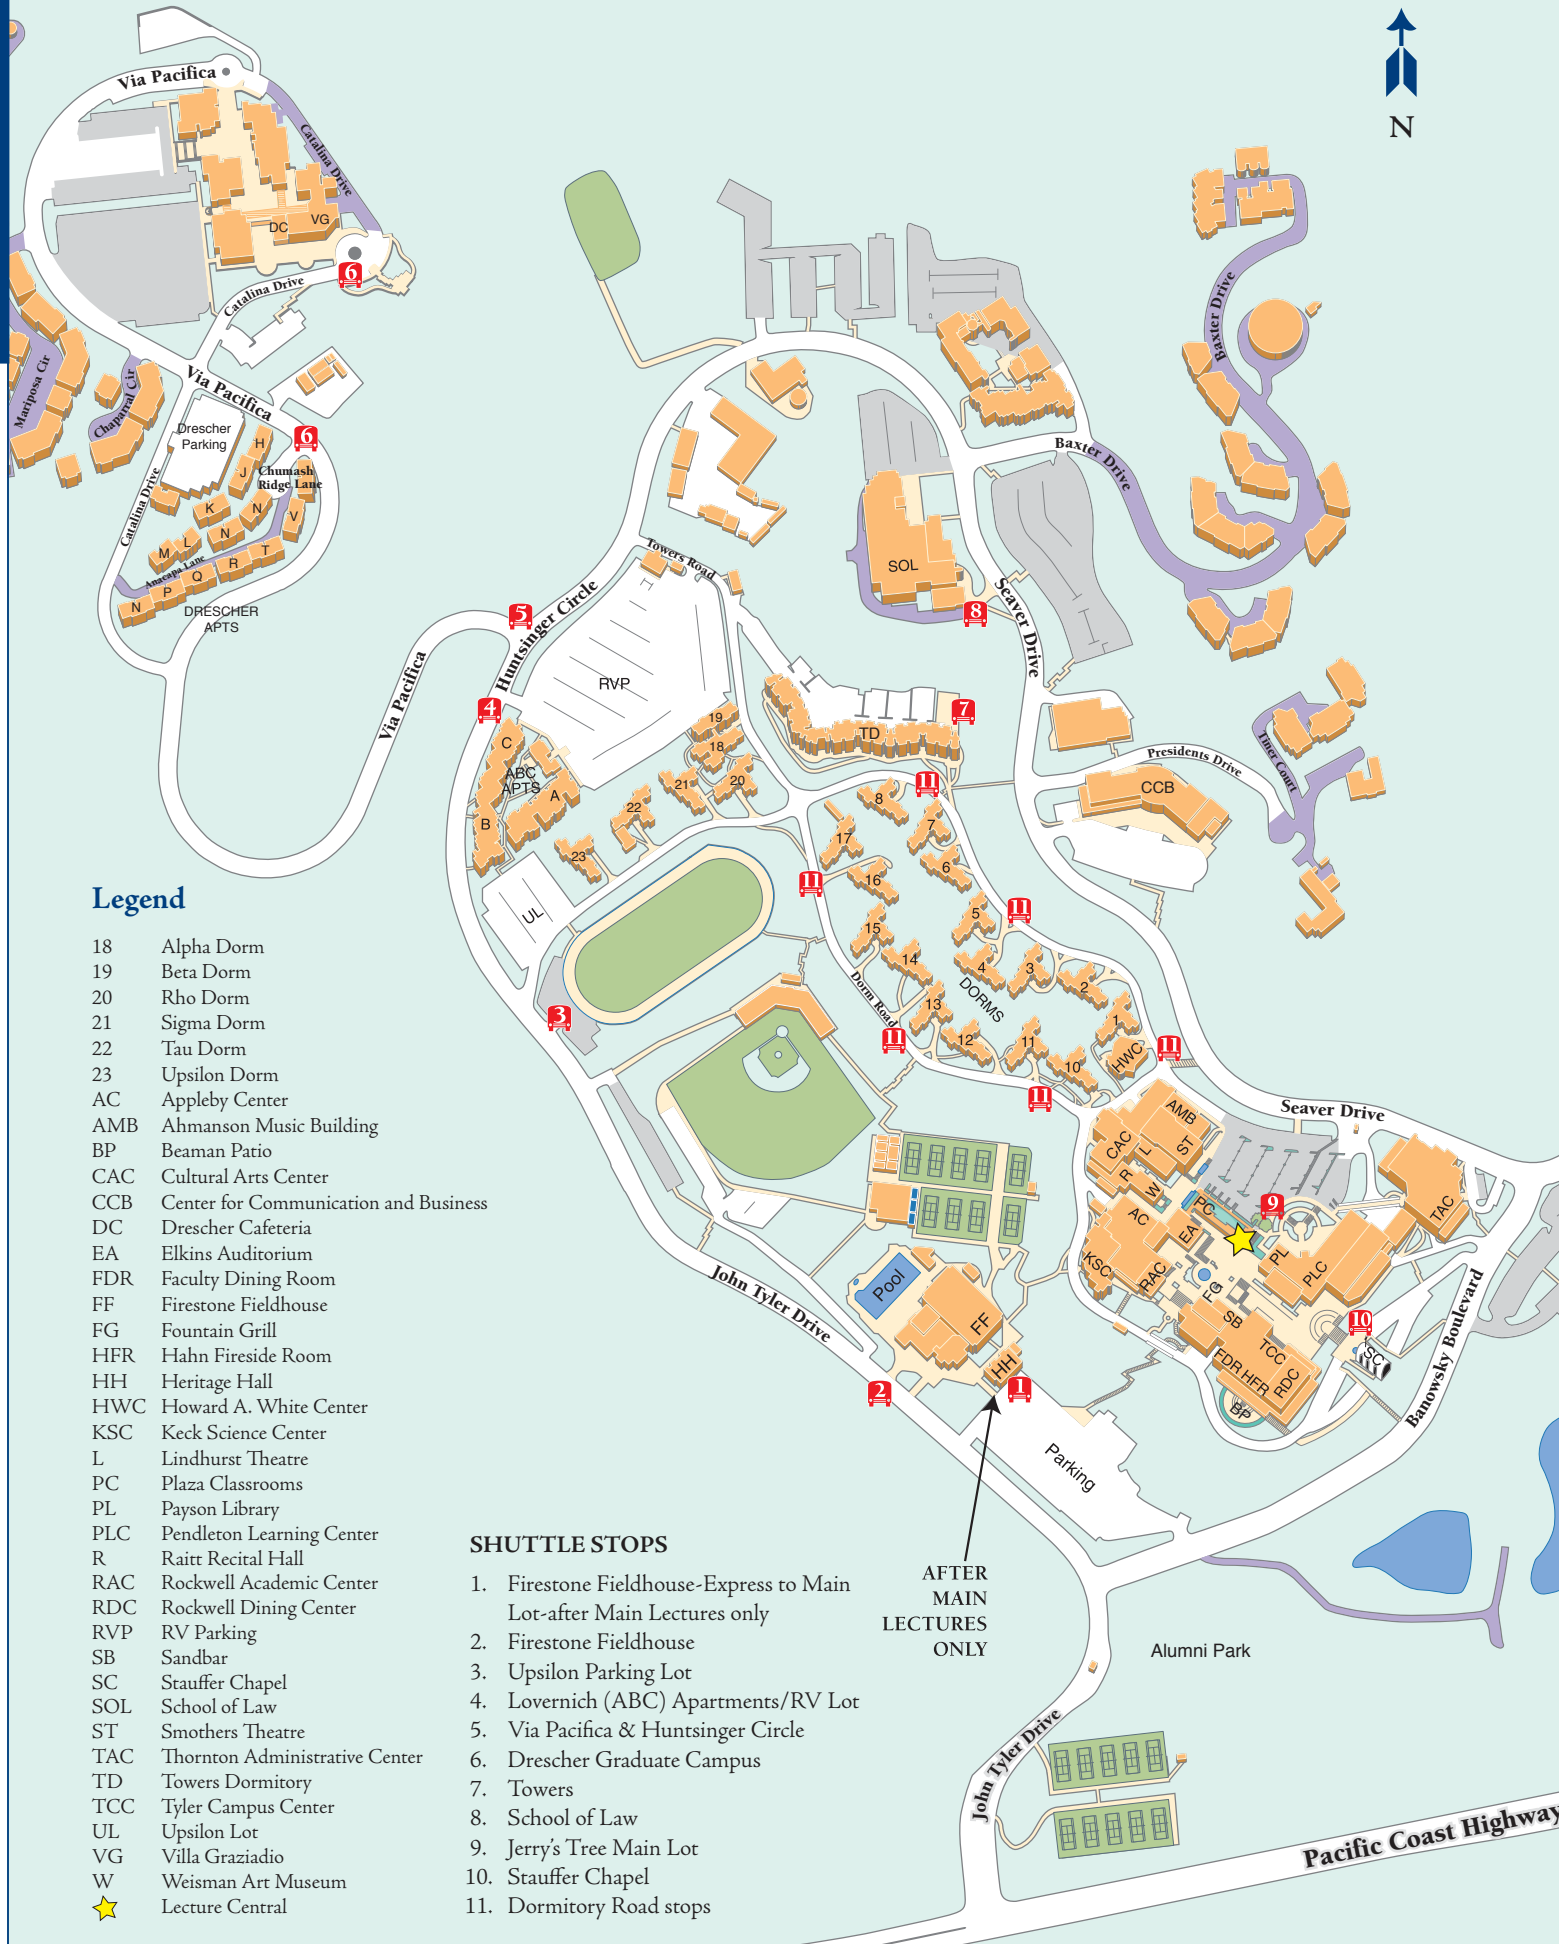 N
Via Pacifica
Catalina Drive
DC
VG
6
Catalina Drive
Baxter Drive
Mariposa Cir
Chaparral Cir
Via Pacifica
Drescher
Parking
6
H
J
Chumash
Ridge Lane
Catalina Drive
K
N
V
M
L
N
T
R
Q
P
N
Anacapa Lane
DRESCHER
APTS
Baxter Drive
Towers Road
SOL
8
Seaver Drive
5
Huntsinger Circle
RVP
Via Pacifica
4
C
ABC
APTS
A
B
19
18
20
21
22
23
TD
7
Presidents Drive
Tiner Court
CCB
11
8
7
17
6
16
11
5
11
15
14
4
3
2
DORMS
13
1
Dorm Road
12
11
10
HWC
11
11
11
UL
3
Seaver Drive
AMB
CAC
L
ST
R
W
PC
9
TAC
AC
EA
PL
PLC
KSC
RAC
FG
SB
TCC
10
SC
FDR
HFR
RDC
BP
Banowsky Boulevard
Pool
FF
HH
1
2
John Tyler Drive
Parking
AFTER
MAIN
LECTURES
ONLY
Alumni Park
John Tyler Drive
Pacific Coast Highway
Legend
18 Alpha Dorm
19 Beta Dorm
20 Rho Dorm
21 Sigma Dorm
22 Tau Dorm
23 Upsilon Dorm
AC Appleby Center
AMB Ahmanson Music Building
BP Beaman Patio
CAC Cultural Arts Center
CCB Center for Communication and Business
DC Drescher Cafeteria
EA Elkins Auditorium
FDR Faculty Dining Room
FF Firestone Fieldhouse
FG Fountain Grill
HFR Hahn Fireside Room
HH Heritage Hall
HWC Howard A. White Center
KSC Keck Science Center
L Lindhurst Theatre
PC Plaza Classrooms
PL Payson Library
PLC Pendleton Learning Center
R Raitt Recital Hall
RAC Rockwell Academic Center
RDC Rockwell Dining Center
RVP RV Parking
SB Sandbar
SC Stauffer Chapel
SOL School of Law
ST Smothers Theatre
TAC Thornton Administrative Center
TD Towers Dormitory
TCC Tyler Campus Center
UL Upsilon Lot
VG Villa Graziadio
W Weisman Art Museum
Lecture Central
SHUTTLE STOPS
1. Firestone Fieldhouse-Express to Main
Lot-after Main Lectures only
2. Firestone Fieldhouse
3. Upsilon Parking Lot
4. Lovernich (ABC) Apartments/RV Lot
5. Via Pacifica & Huntsinger Circle
6. Drescher Graduate Campus
7. Towers
8. School of Law
9. Jerry's Tree Main Lot
10. Stauffer Chapel
11. Dormitory Road stops